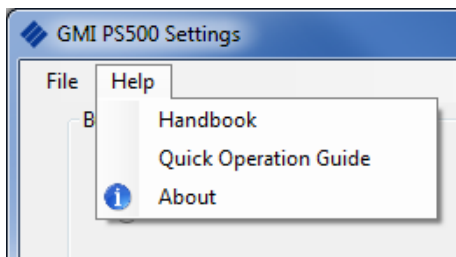 GMI PS500 Settings
File Help
B
Handbook
Quick Operation Guide
About